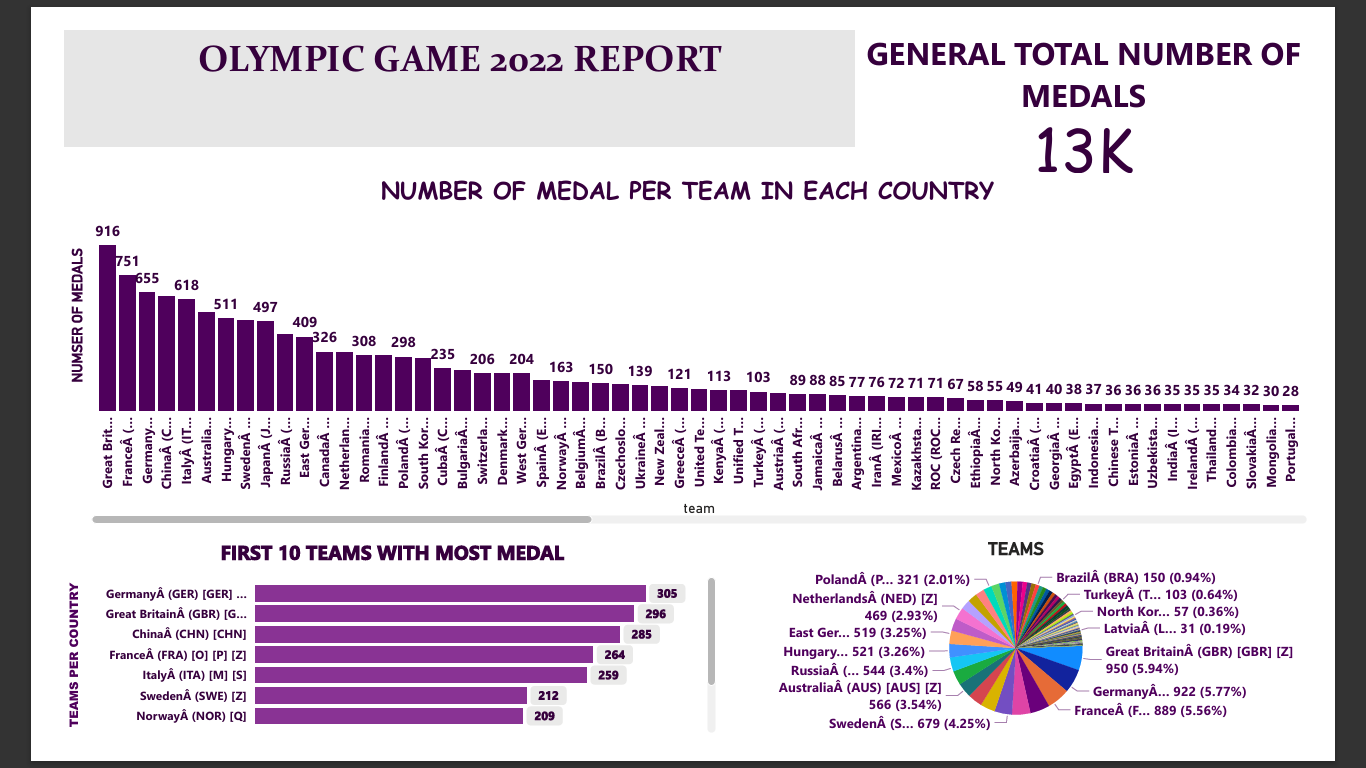 OLYMPIC GAME 2022 REPORT
GENERAL TOTAL NUMBER OF
MEDALS
13K
NUMBER OF MEDAL PER TEAM IN EACH COUNTRY
NUMSER OF MEDALS
916
751
655
618
511
497
409
326
308
298
235
206
204
163
150
139
121
113
103
89
88
85
77
76
72
71
71
67
58
55
49
41
40
38
37
36
36
36
35
35
35
34
32
30
28
Great Brit...
FranceÂ (...
Germany...
ChinaÂ (C...
ItalyÂ (IT...
Australia...
Hungary...
SwedenÂ ...
JapanÂ (J...
RussiaÂ (...
East Ger...
CanadaÂ ...
Netherlan...
Romania...
FinlandÂ ...
PolandÂ (...
South Kor...
CubaÂ (C...
BulgariaÂ...
Switzerla...
Denmark...
West Ger...
SpainÂ (E...
NorwayÂ ...
BelgiumÂ...
BrazilÂ (B...
Czechoslo...
UkraineÂ...
New Zeal...
GreeceÂ (...
United Te...
KenyaÂ (...
Unified T...
TurkeyÂ (...
AustriaÂ (...
South Afr...
JamaicaÂ ...
BelarusÂ ...
Argentina...
IranÂ (IRI...
MexicoÂ ...
Kazakhsta...
ROC (ROC...
Czech Re...
EthiopiaÂ...
North Ko...
Azerbaija...
CroatiaÂ (...
GeorgiaÂ ...
EgyptÂ (E...
Indonesia...
Chinese T...
EstoniaÂ ...
Uzbekista...
IndiaÂ (I...
IrelandÂ (...
Thailand...
Colombia...
SlovakiaÂ...
Mongolia...
Portugal...
team
FIRST 10 TEAMS WITH MOST MEDAL
TEAMS PER COUNTRY
GermanyÂ (GER) [GER] ... 305
Great BritainÂ (GBR) [G... 296
ChinaÂ (CHN) [CHN] 285
FranceÂ (FRA) [O] [P] [Z] 264
ItalyÂ (ITA) [M] [S] 259
SwedenÂ (SWE) [Z] 212
NorwayÂ (NOR) [Q] 209
TEAMS
PolandÂ (P... 321 (2.01%)
NetherlandsÂ (NED) [Z]
469 (2.93%)
East Ger... 519 (3.25%)
Hungary... 521 (3.26%)
RussiaÂ (... 544 (3.4%)
AustraliaÂ (AUS) [AUS] [Z]
566 (3.54%)
SwedenÂ (S... 679 (4.25%)
BrazilÂ (BRA) 150 (0.94%)
TurkeyÂ (T... 103 (0.64%)
North Kor... 57 (0.36%)
LatviaÂ (L... 31 (0.19%)
Great BritainÂ (GBR) [GBR] [Z]
950 (5.94%)
GermanyÂ... 922 (5.77%)
FranceÂ (F... 889 (5.56%)